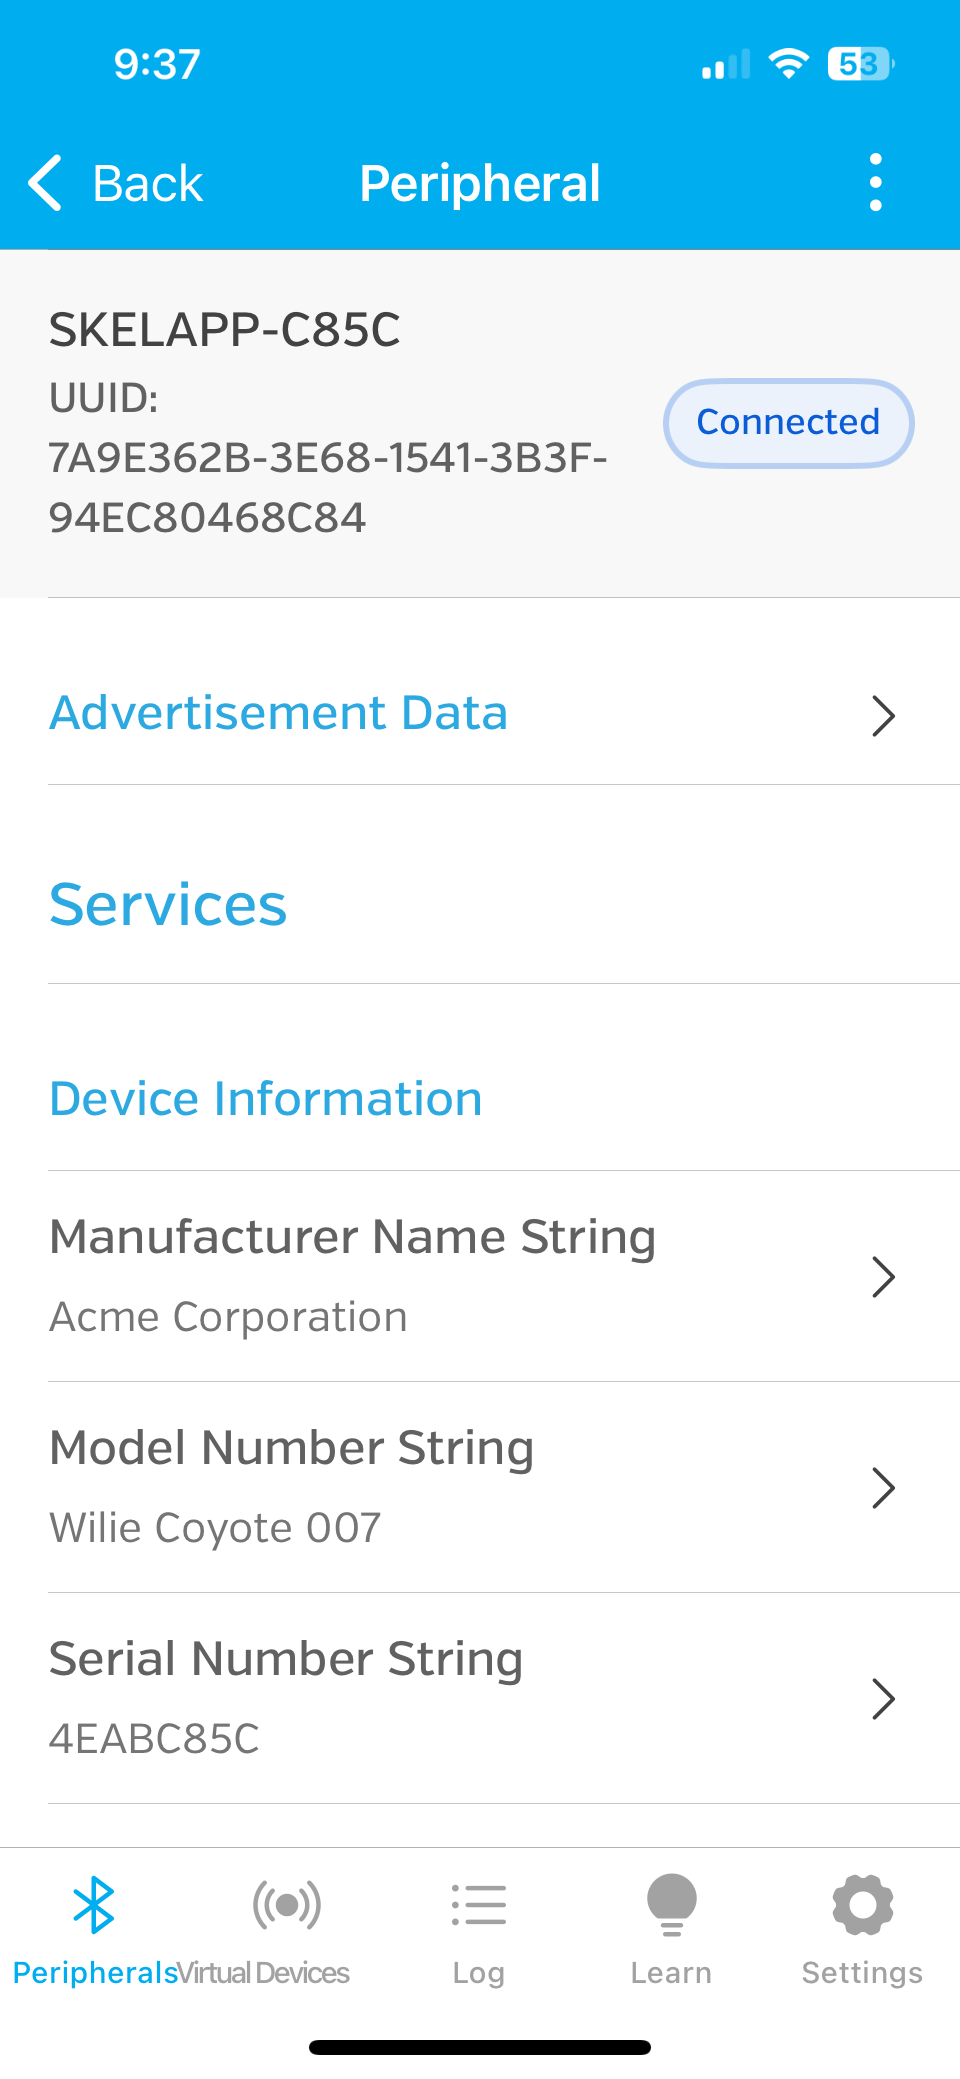 9:37
53
Back
Peripheral
SKELAPP-C85C
UUID:
7A9E362B-3E68-1541-3B3F-
94EC80468C84
Connected
Advertisement Data
Services
Device Information
Manufacturer Name String
Acme Corporation
Model Number String
Wilie Coyote 007
Serial Number String
4EABC85C
Peripherals
Virtual Devices
Log
Learn
Settings